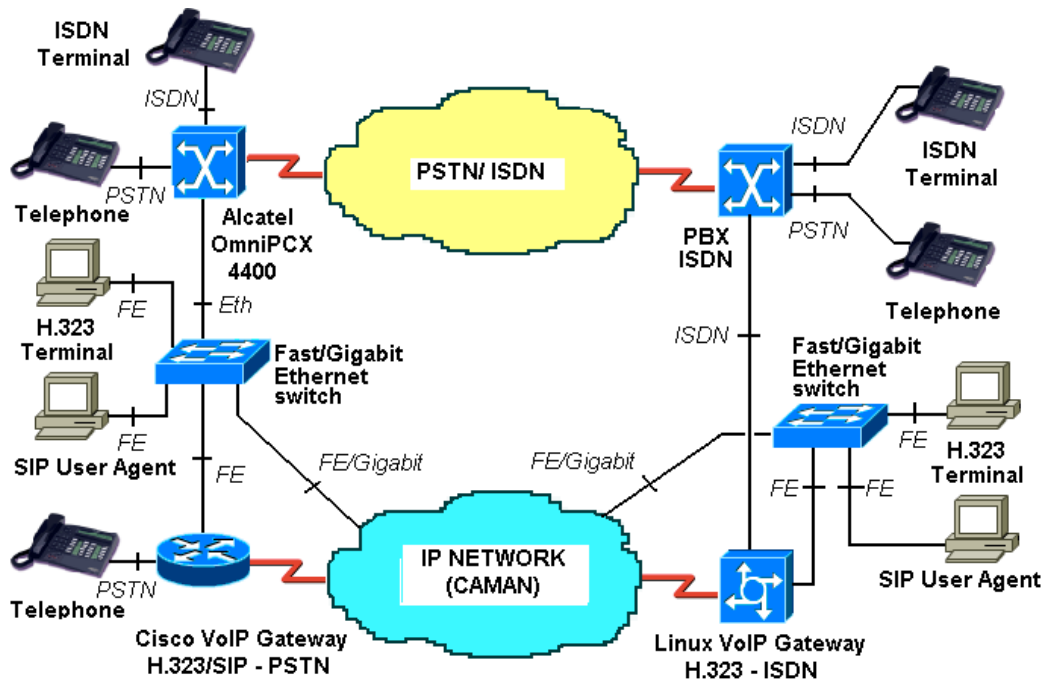 ISDN
Terminal
ISDN
PSTN
Telephone
Alcatel
OmniPCX
4400
PSTN/ ISDN
ISDN
ISDN
Terminal
PSTN
PBX
ISDN
Telephone
FE
H.323
Terminal
Eth
Fast/Gigabit
Ethernet
switch
FE
SIP User Agent
FE
FE/Gigabit
ISDN
Fast/Gigabit
Ethernet
switch
FE
H.323
Terminal
FE/Gigabit
FE
FE
SIP User Agent
PSTN
Telephone
IP NETWORK
(CAMAN)
Cisco VoIP Gateway
H.323/SIP - PSTN
Linux VoIP Gateway
H.323 - ISDN